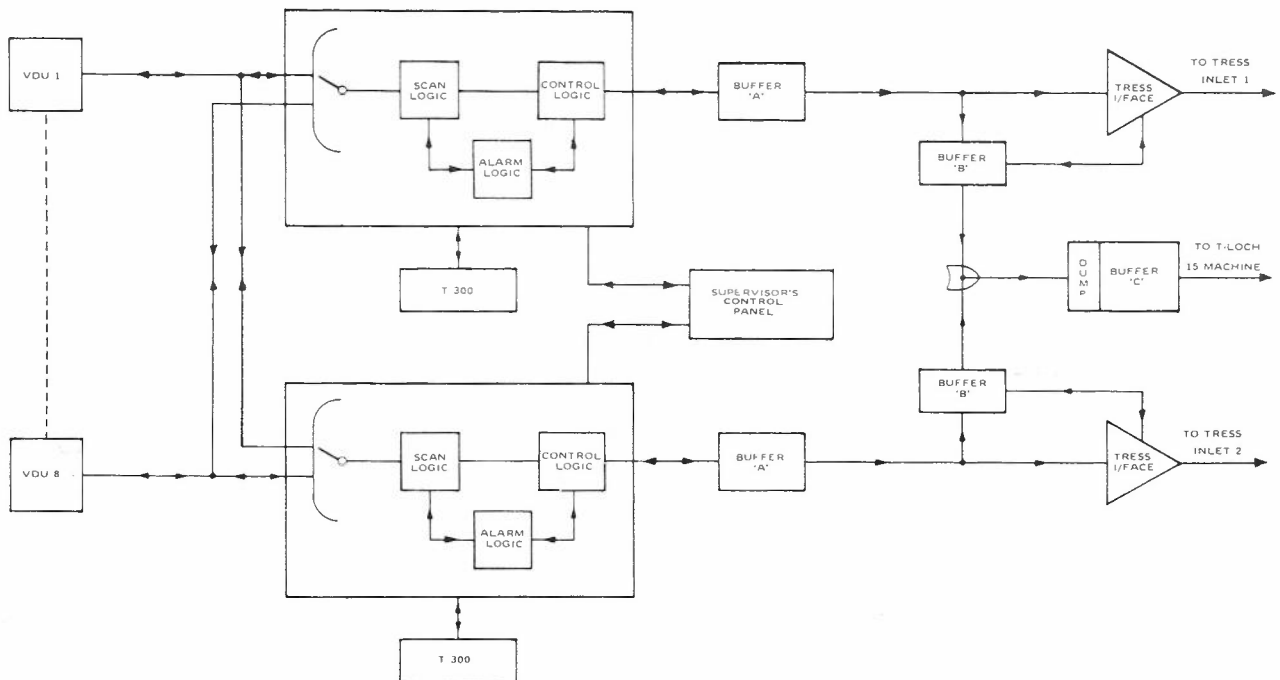 VDU 1
SCAN
LOGIC
CONTROL
LOGIC
ALARM
LOGIC
BUFFER
'A'
TRESS
I/FACE
TO TRESS
INLET 1
BUFFER
'B'
T 300
SUPERVISOR'S
CONTROL
PANEL
DUMP
BUFFER
'C'
TO T-LOCH
15 MACHINE
BUFFER
'B'
VDU 8
SCAN
LOGIC
CONTROL
LOGIC
ALARM
LOGIC
BUFFER
'A'
TRESS
I/FACE
TO TRESS
INLET 2
T 300